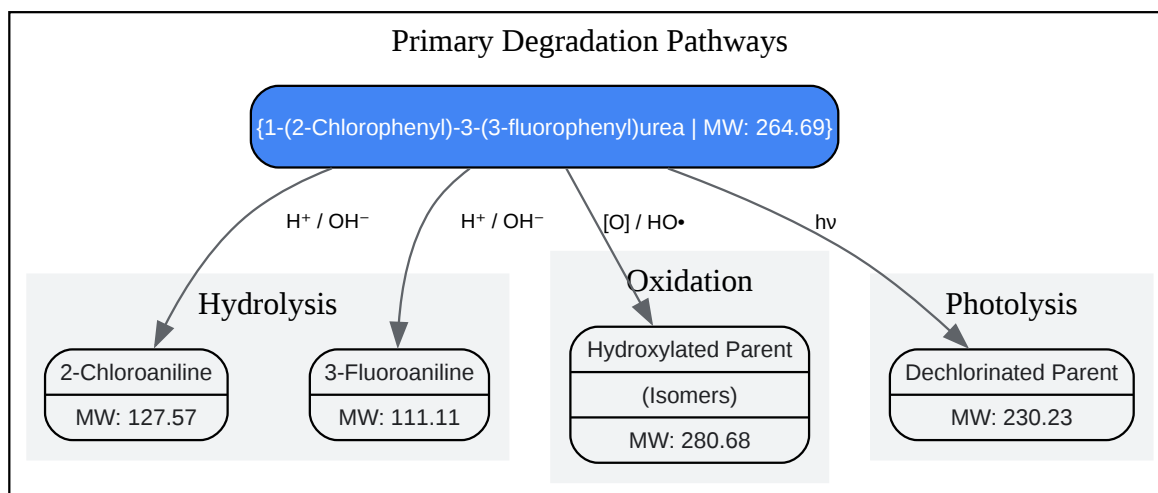 Primary Degradation Pathways
{1-(2-Chlorophenyl)-3-(3-fluorophenyl)urea | MW: 264.69}
H⁺ / OH⁻
H⁺ / OH⁻
[O] / HO•
hν
Hydrolysis
Oxidation
Photolysis
2-Chloroaniline
MW: 127.57
3-Fluoroaniline
MW: 111.11
Hydroxylated Parent
(Isomers)
MW: 280.68
Dechlorinated Parent
MW: 230.23